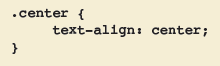 .center {
     text-align: center;
}